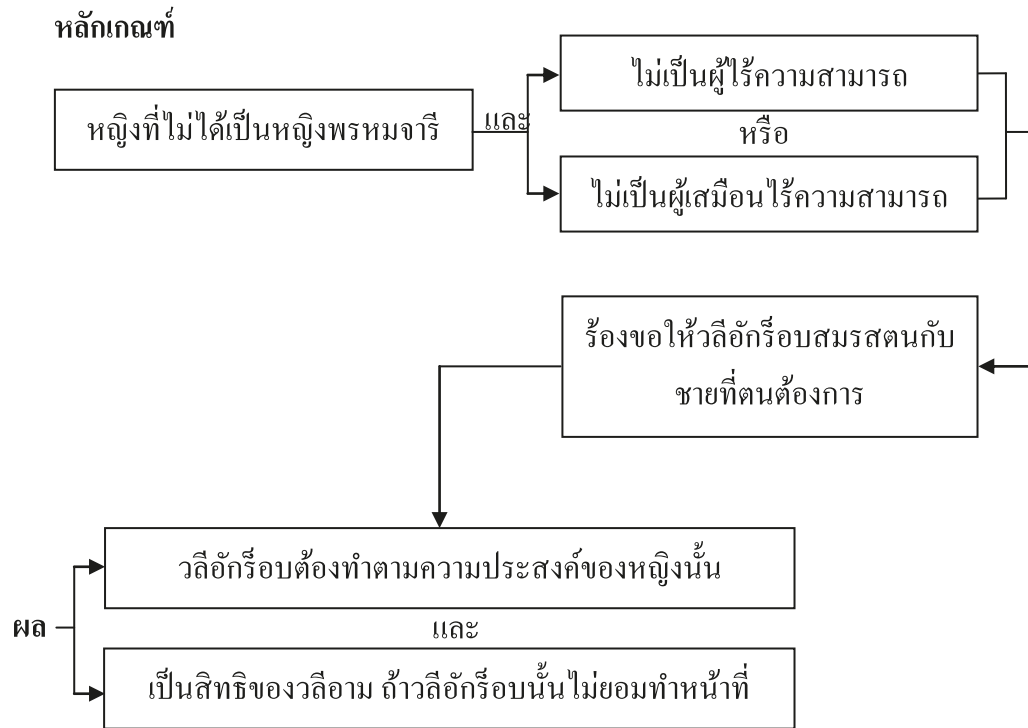 หลักเกณฑ์
ไม่เป็นผู้ไร้ความสามารถ
หญิงที่ไม่ได้เป็นหญิงพรหมจารี
และ
หรือ
ไม่เป็นผู้เสมือนไร้ความสามารถ
ร้องขอให้วลีอักร็อบสมรสตนกับ
ชายที่ตนต้องการ
วลีอักร็อบต้องทำตามความประสงค์ของหญิงนั้น
ผล
และ
เป็นสิทธิของวลีอาม ถ้าวลีอักร็อบนั้นไม่ยอมทำหน้าที่